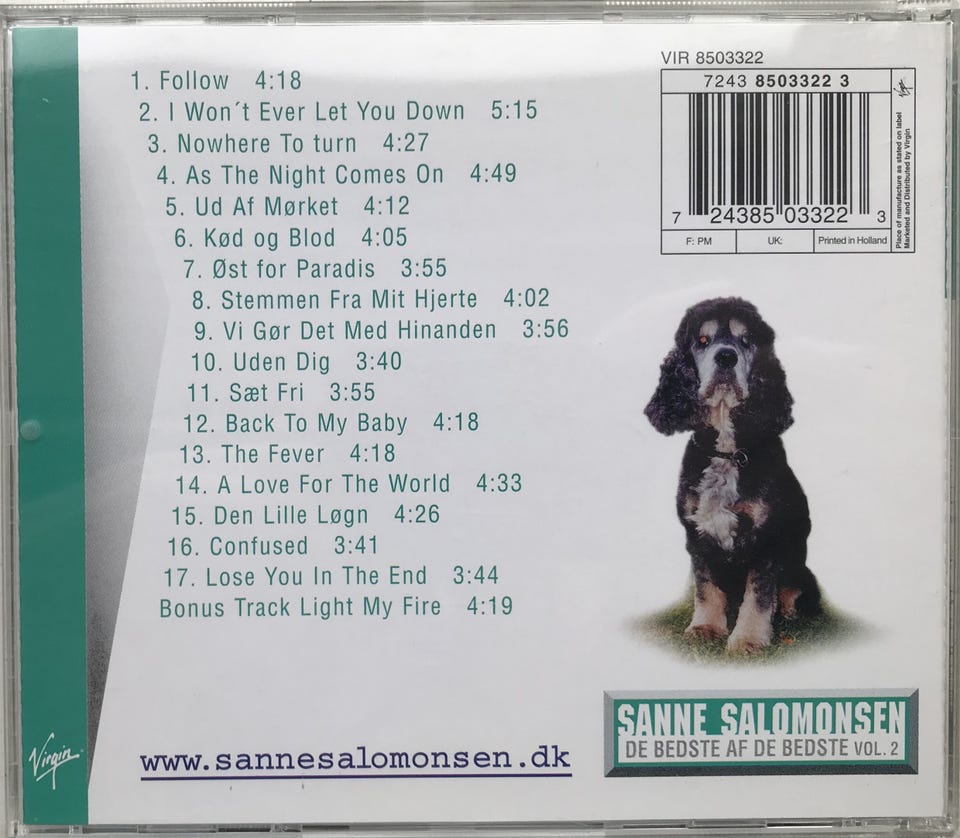 1. Follow 4:18
2. I Won´t Ever Let You Down 5:15
3. Nowhere To turn 4:27
4. As The Night Comes On 4:49
5. Ud Af Mørket 4:12
6. Kød og Blod 4:05
7. Øst for Paradis 3:55
8. Stemmen Fra Mit Hjerte 4:02
9. Vi Gør Det Med Hinanden 3:56
10. Uden Dig 3:40
11. Sæt Fri 3:55
12. Back To My Baby 4:18
13. The Fever 4:18
14. A Love For The World 4:33
15. Den Lille Løgn 4:26
16. Confused 3:41
17. Lose You In The End 3:44
Bonus Track Light My Fire 4:19
www.sannesalomonsen.dk
Virgin
VIR 8503322
7243 8503322 3
7 24385 03322 3
F: PM
UK:
Printed in Holland
Virgin
Place of manufacture as stated on label
Marketed and Distributed by Virgin
SANNE SALOMONSEN
DE BEDSTE AF DE BEDSTE VOL. 2